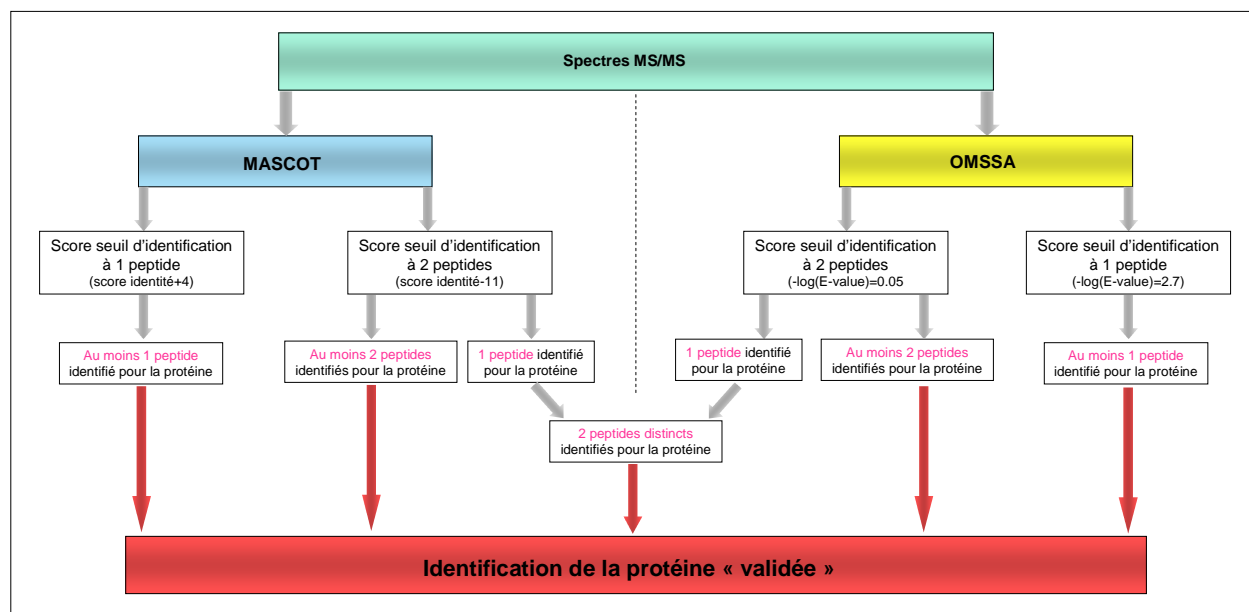 Spectres MS/MS
MASCOT
OMSSA
Score seuil d'identification
à 1 peptide
(score identité+4)
Score seuil d'identification
à 2 peptides
(score identité-11)
Score seuil d'identification
à 2 peptides
(-log(E-value)=0.05
Score seuil d'identification
à 1 peptide
(-log(E-value)=2.7)
Au moins 1 peptide
identifié pour la protéine
Au moins 2 peptides
identifiés pour la protéine
1 peptide identifié
pour la protéine
1 peptide identifié
pour la protéine
Au moins 2 peptides
identifiés pour la protéine
Au moins 1 peptide
identifié pour la protéine
2 peptides distincts
identifiés pour la protéine
Identification de la protéine « validée »